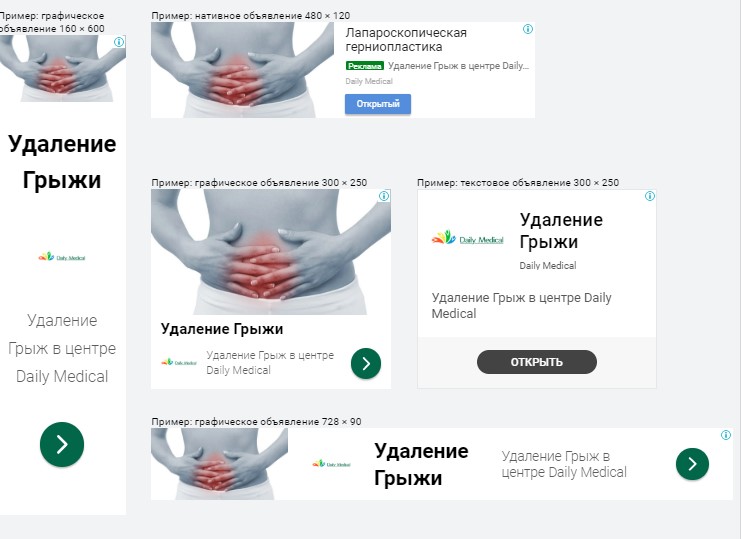 Пример: графическое
объявление 160 × 600
Удаление
Грыжи
Daily Medical
Удаление
Грыж в центре
Daily Medical
Пример: нативное объявление 480 × 120
Лапароскопическая
герниопластика
Реклама Удаление Грыж в центре Daily...
Daily Medical
Открытый
Пример: графическое объявление 300 × 250
Удаление Грыжи
Daily Medical
Удаление Грыж в центре
Daily Medical
Пример: текстовое объявление 300 × 250
Daily Medical
Удаление
Грыжи
Daily Medical
Удаление Грыж в центре Daily
Medical
ОТКРЫТЬ
Пример: графическое объявление 728 × 90
Daily Medical
Удаление
Грыжи
Удаление Грыж в
центре Daily Medical